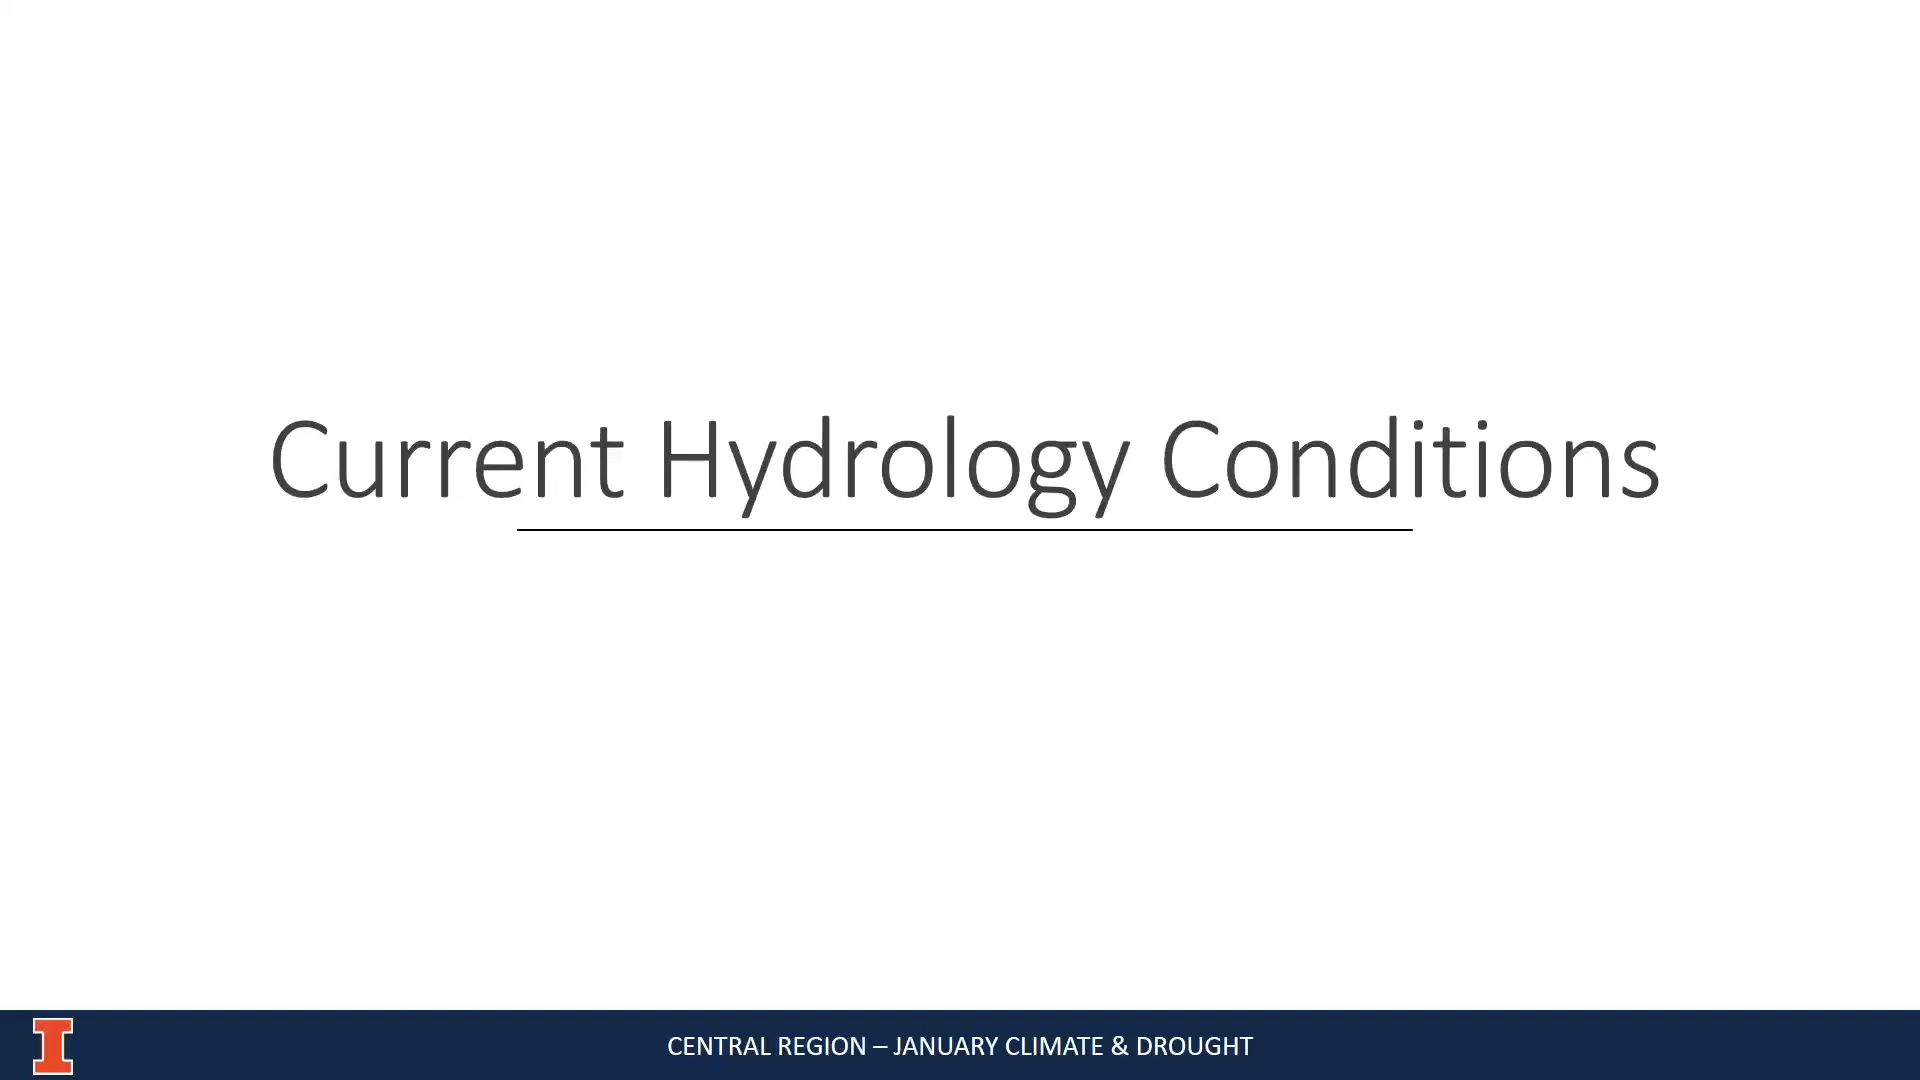 Current Hydrology Conditions
I
CENTRAL REGION – JANUARY CLIMATE & DROUGHT